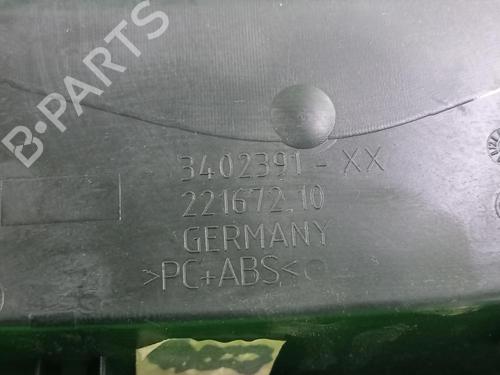 B-PARTS
3402391-XX
221672.10
GERMANY
>PC+ABS<